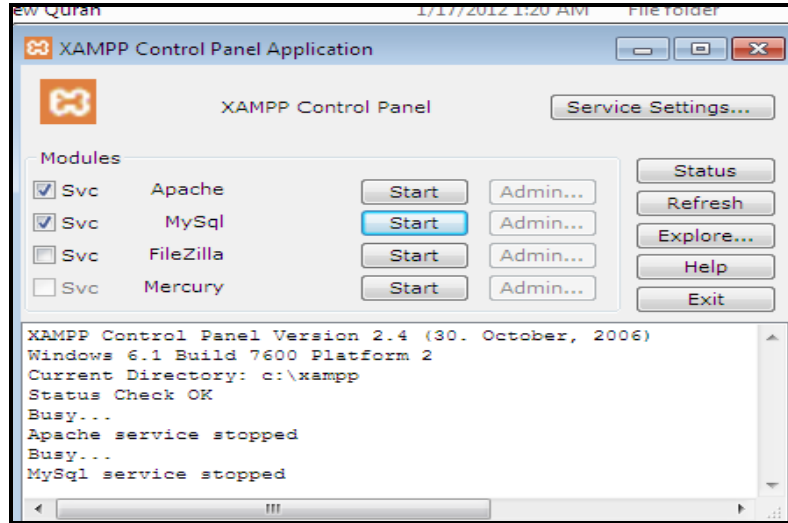 ew Quran 1/17/2012 1:20 AM File folder
XAMPP Control Panel Application
XAMPP Control Panel Service Settings...
Modules
Svc Apache Start Admin...
Svc MySql Start Admin...
Svc FileZilla Start Admin...
Svc Mercury Start Admin...
Status
Refresh
Explore...
Help
Exit
XAMPP Control Panel Version 2.4 (30. October, 2006)
Windows 6.1 Build 7600 Platform 2
Current Directory: c:\xampp
Status Check OK
Busy...
Apache service stopped
Busy...
MySql service stopped